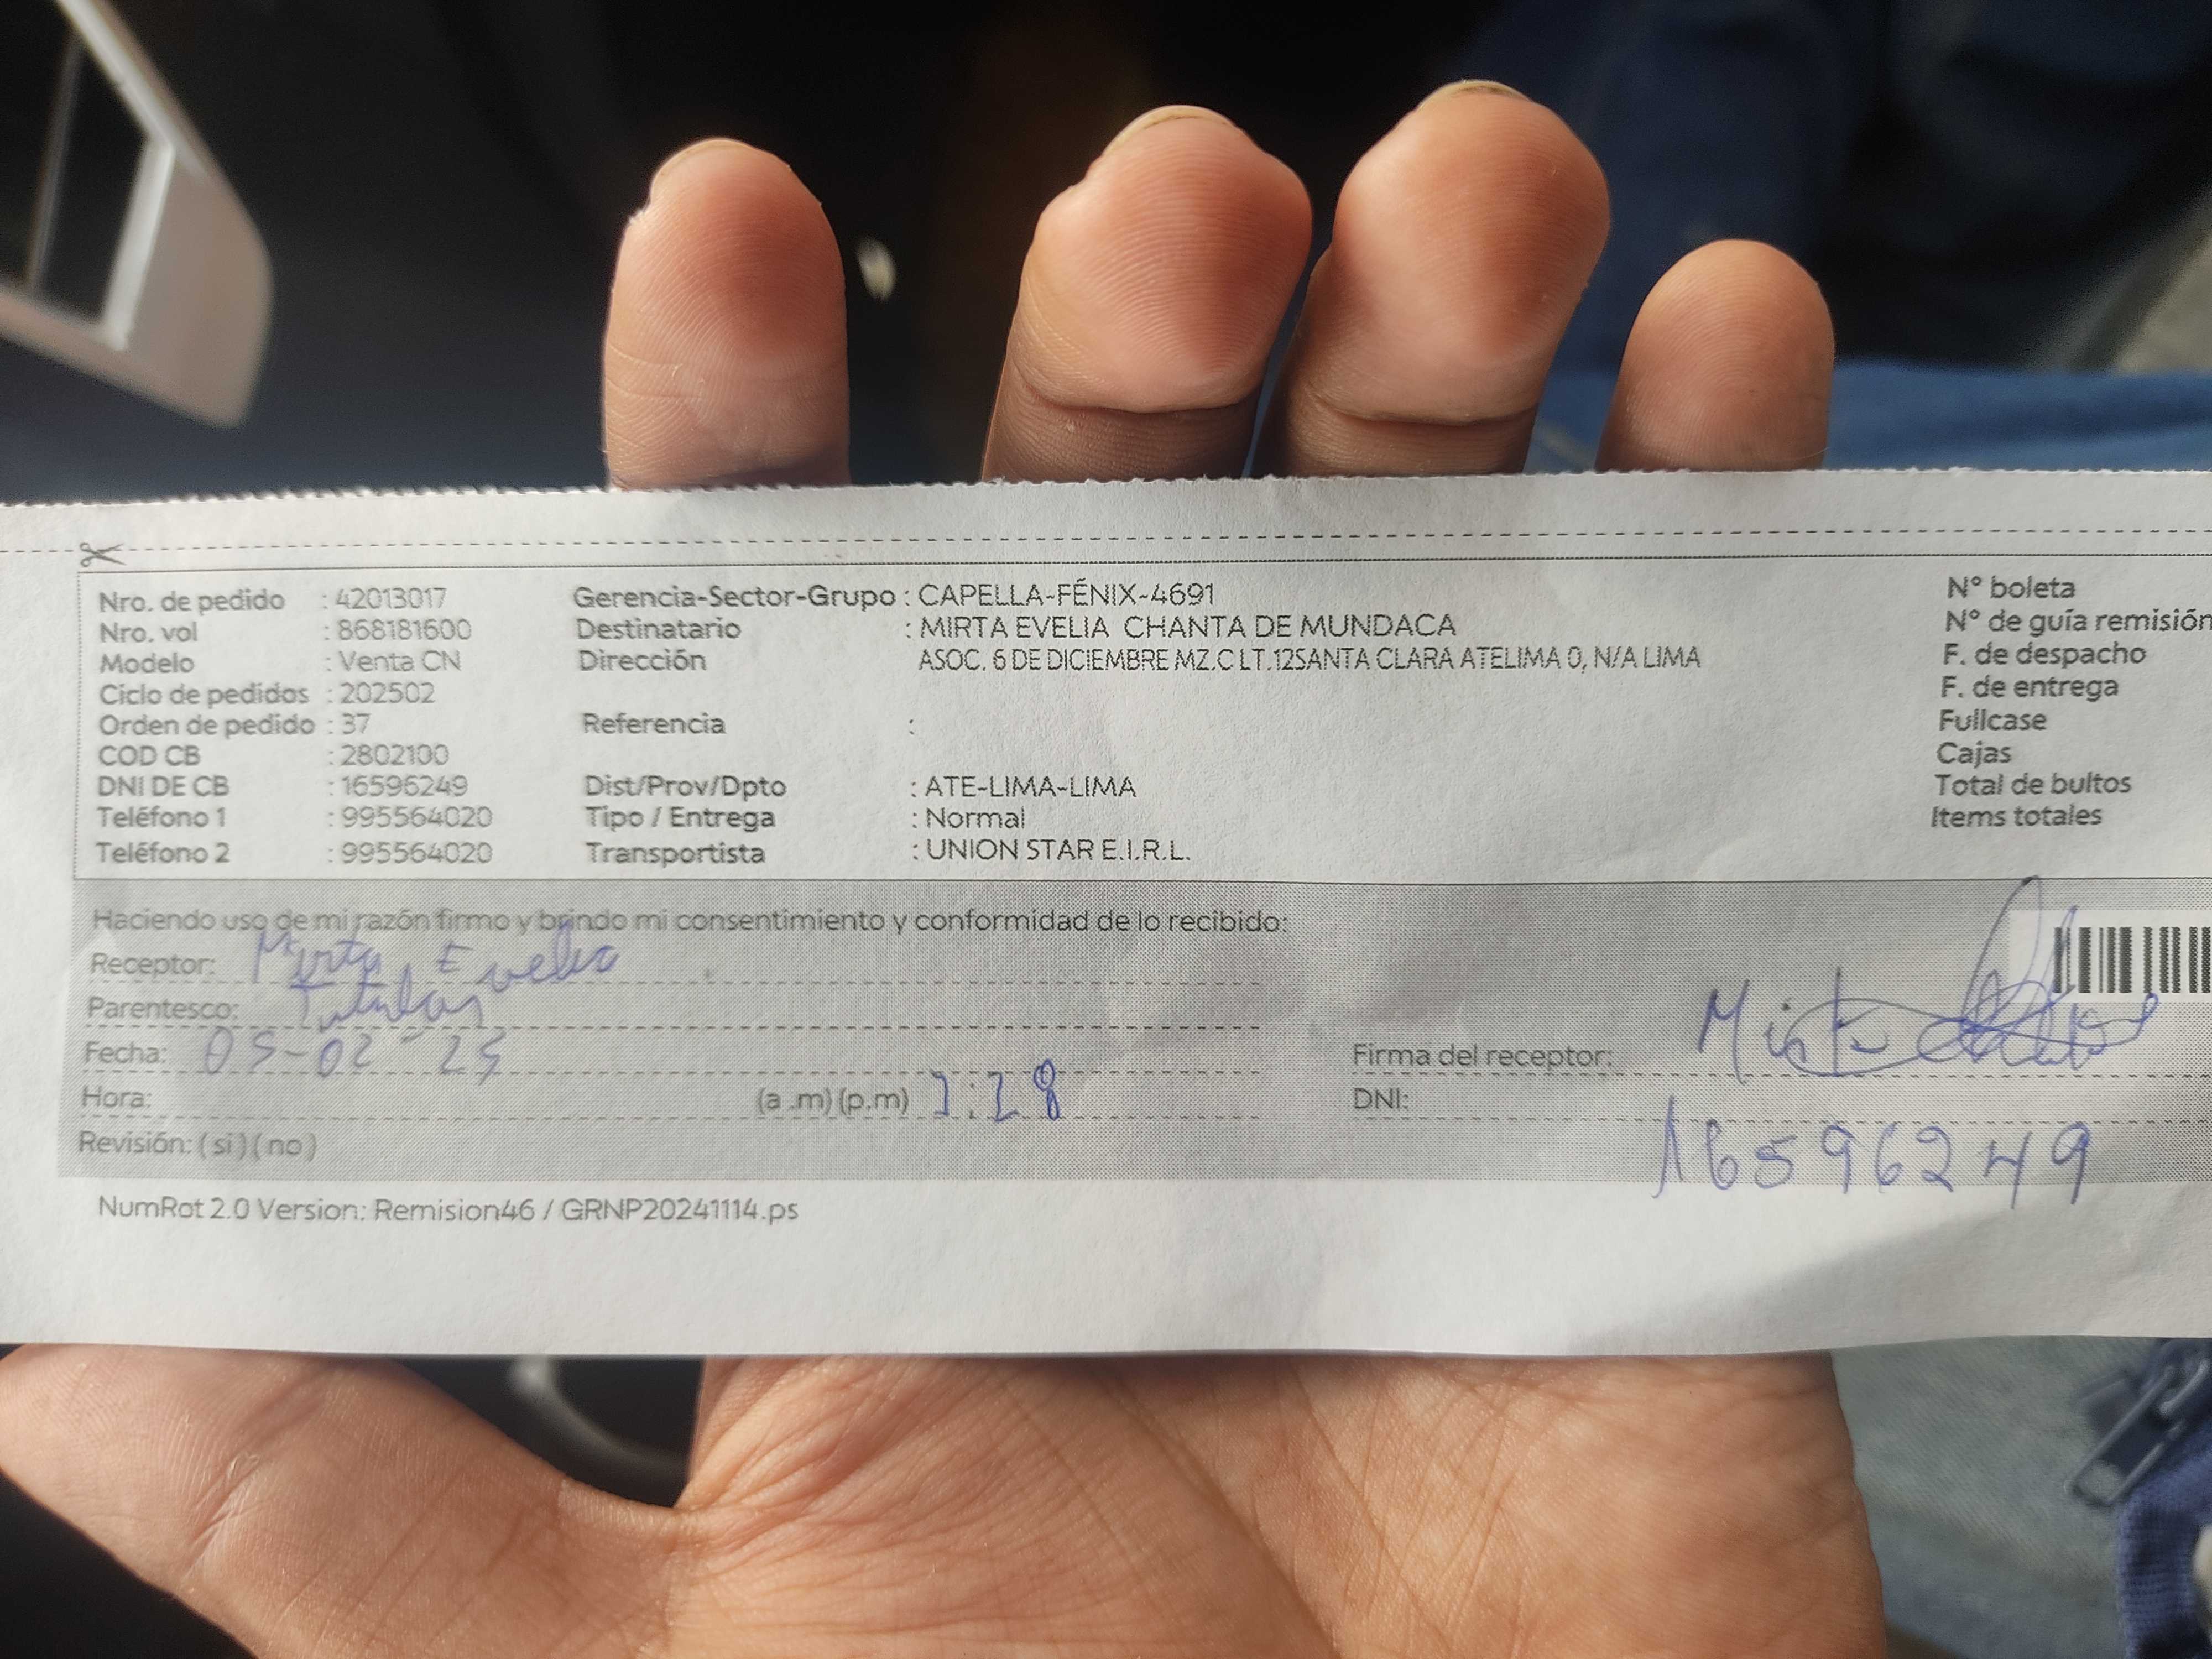 Nro. de pedido : 42013017 Gerencia-Sector-Grupo : CAPELLA-FÉNIX-4691 N° boleta
Nro. vol : 868181600 Destinatario : MIRTA EVELIA CHANTA DE MUNDACA N° de guía remisión
Modelo : Venta CN Dirección ASOC. 6 DE DICIEMBRE MZ.C LT.12SANTA CLARA ATELIMA 0, N/A LIMA F. de despacho
Ciclo de pedidos : 202502 F. de entrega
Orden de pedido : 37 Referencia : Fullcase
COD CB : 2802100 Cajas
DNI DE CB : 16596249 Dist/Prov/Dpto : ATE-LIMA-LIMA Total de bultos
Teléfono 1 : 995564020 Tipo / Entrega : Normal Items totales
Teléfono 2 : 995564020 Transportista : UNION STAR E.I.R.L.
Haciendo uso de mi razón firmo y brindo mi consentimiento y conformidad de lo recibido:
Receptor: Mirta Evelia
Parentesco: Titular
Fecha: 05-02-25 Firma del receptor: Mirta
Hora: (a .m) (p.m) 1:28 DNI: 16596249
Revisión: ( si ) ( no )
NumRot 2.0 Version: Remision46 / GRNP20241114.ps